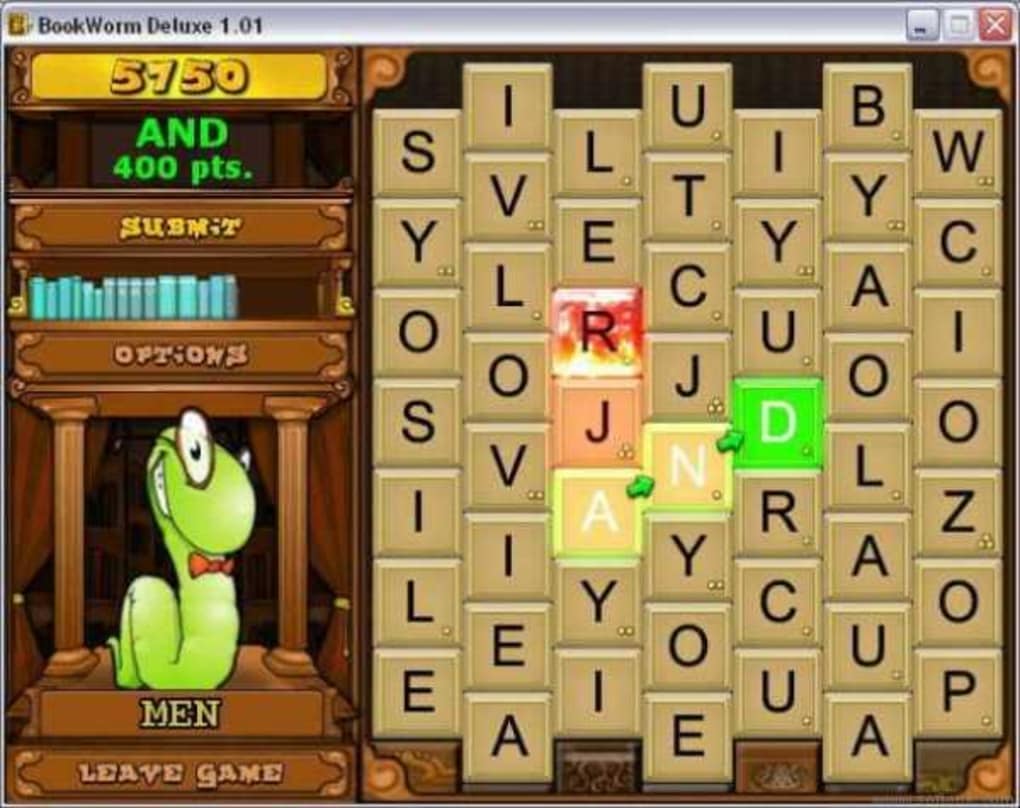 BookWorm Deluxe 1.01
5750
AND
400 pts.
SUBMIT
OPTIONS
MEN
LEAVE GAME
I U B
S L I W
V T Y
Y E Y C
L C A
O R U I
O J O
S J D O
V N L
I A R Z
I Y A
L Y C O
E O U
E I U P
A E A